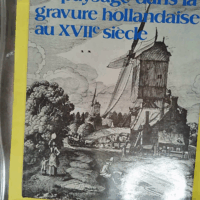 paysage dans la
gravure hollandaise
au XVIIe siècle